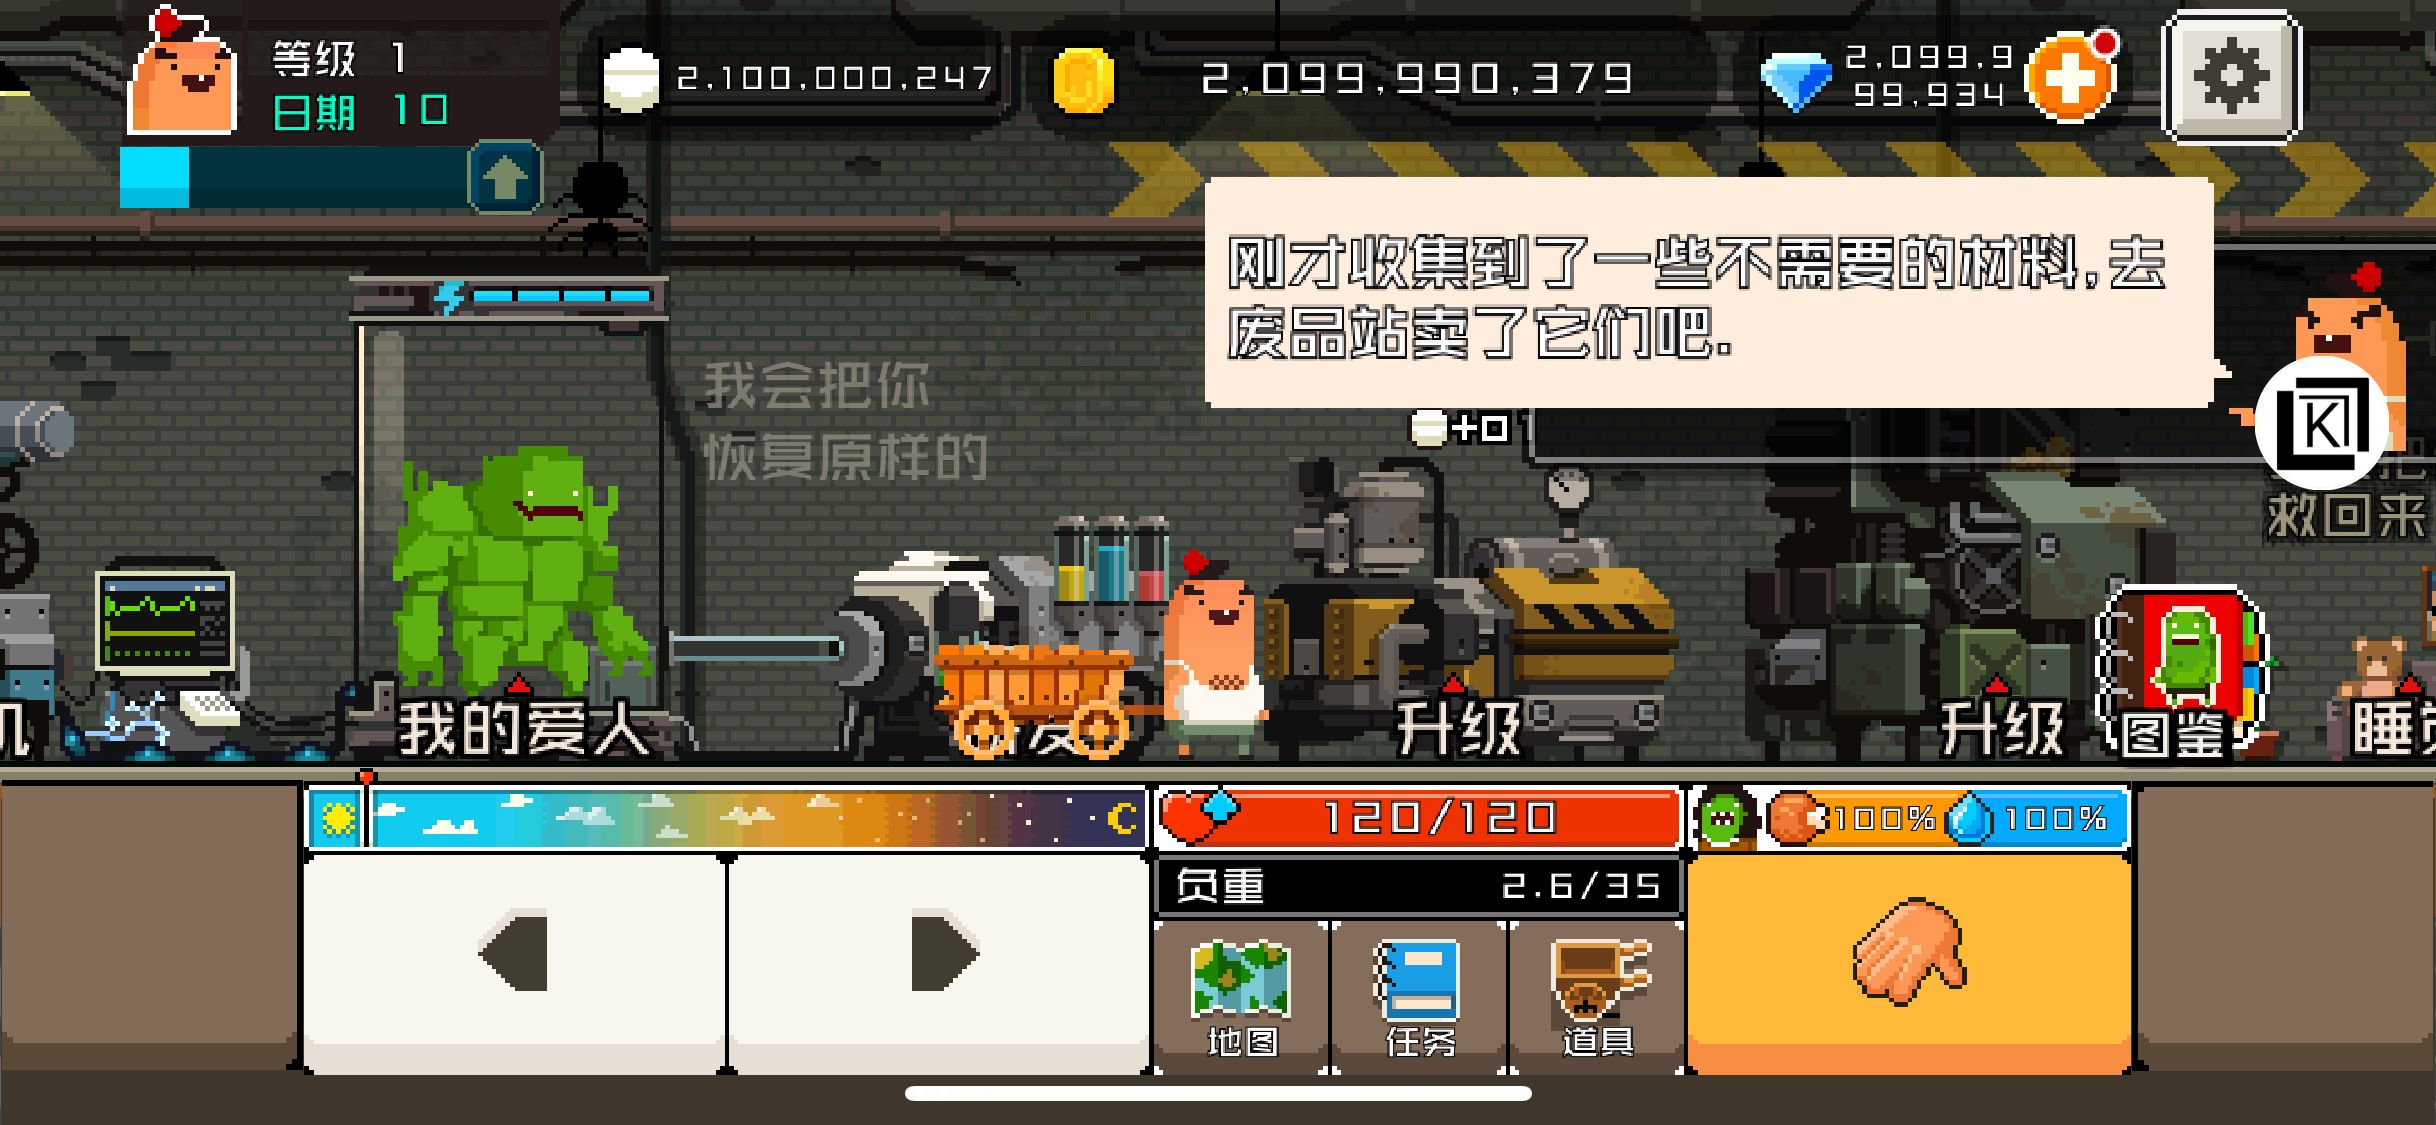 等级 1
日期 10
2,100,000,247
2,099,990,379
2,099,9
99,934
刚才收集到了一些不需要的材料,去
废品站卖了它们吧.
我会把你
恢复原样的
+0
K
把
救回来
机
我的爱人
升级
升级
图鉴
睡觉
120/120
100%
100%
负重 2.6/35
地图
任务
道具